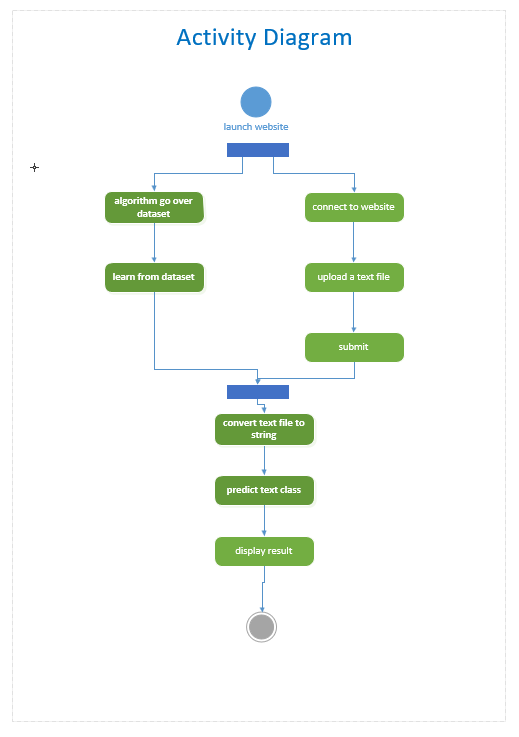 Activity Diagram
launch website
algorithm go over
dataset
connect to website
learn from dataset
upload a text file
submit
convert text file to
string
predict text class
display result